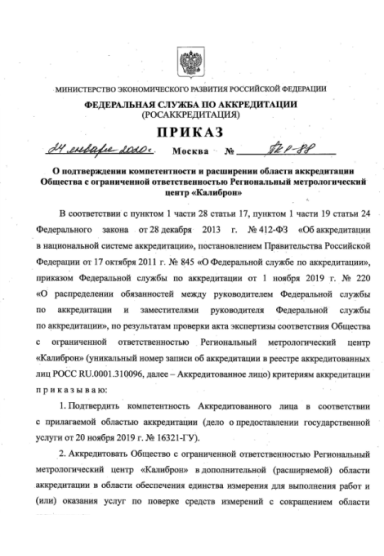 МИНИСТЕРСТВО ЭКОНОМИЧЕСКОГО РАЗВИТИЯ РОССИЙСКОЙ ФЕДЕРАЦИИ
ФЕДЕРАЛЬНАЯ СЛУЖБА ПО АККРЕДИТАЦИИ
(РОСАККРЕДИТАЦИЯ)
ПРИКАЗ
24 января 2020г. Москва № ПК1-88
О подтверждении компетентности и расширении области аккредитации
Общества с ограниченной ответственностью Региональный метрологический
центр «Калиброн»
В соответствии с пунктом 1 части 28 статьи 17, пунктом 1 части 19 статьи 24
Федерального закона от 28 декабря 2013 г. № 412-ФЗ «Об аккредитации
в национальной системе аккредитации», постановлением Правительства Российской
Федерации от 17 октября 2011 г. № 845 «О Федеральной службе по аккредитации»,
приказом Федеральной службы по аккредитации от 1 ноября 2019 г. № 220
«О распределении обязанностей между руководителем Федеральной службы
по аккредитации и заместителями руководителя Федеральной службы
по аккредитации», по результатам проверки акта экспертизы соответствия Общества
с ограниченной ответственностью Региональный метрологический центр
«Калиброн» (уникальный номер записи об аккредитации в реестре аккредитованных
лиц РОСС RU.0001.310096, далее – Аккредитованное лицо) критериям аккредитации
п р и к а з ы в а ю:
1. Подтвердить компетентность Аккредитованного лица в соответствии
с прилагаемой областью аккредитации (дело о предоставлении государственной
услуги от 20 ноября 2019 г. № 16321-ГУ).
2. Аккредитовать Общество с ограниченной ответственностью Региональный
метрологический центр «Калиброн» в дополнительной (расширяемой) области
аккредитации в области обеспечения единства измерений для выполнения работ и
(или) оказания услуг по поверке средств измерений с сокращением области